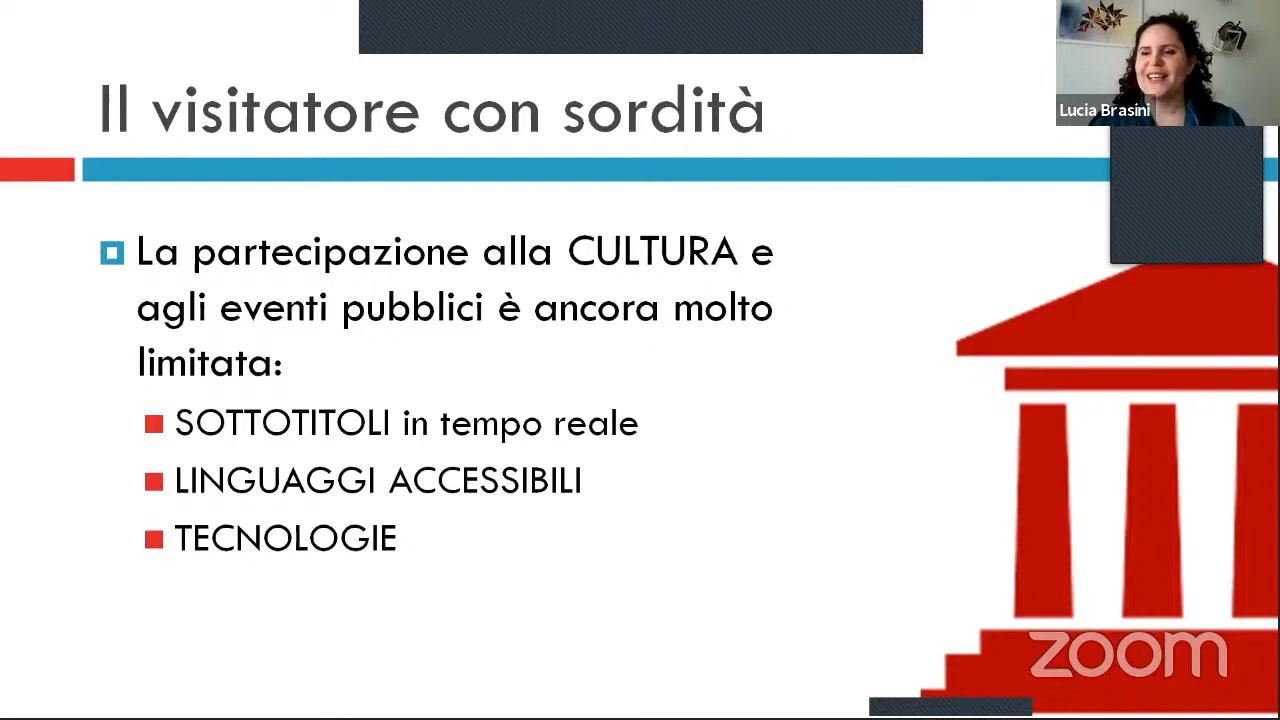 Il visitatore con sordità
Lucia Brasini
La partecipazione alla CULTURA e
agli eventi pubblici è ancora molto
limitata:
SOTTOTITOLI in tempo reale
LINGUAGGI ACCESSIBILI
TECNOLOGIE
zoom